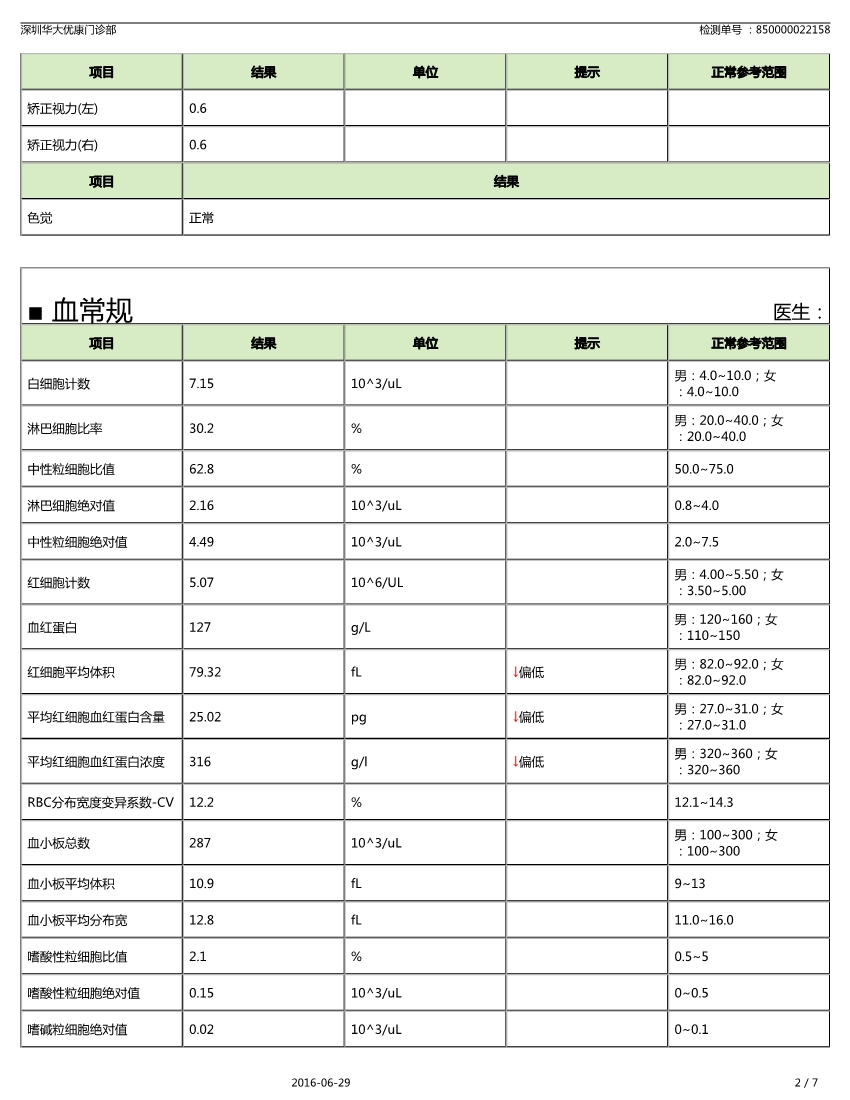 深圳华大优康门诊部 检测单号 ：850000022158
项目 结果 单位 提示 正常参考范围
矫正视力(左) 0.6
矫正视力(右) 0.6
项目 结果
色觉 正常
■ 血常规 医生：
项目 结果 单位 提示 正常参考范围
白细胞计数 7.15 10^3/uL 男：4.0~10.0；女
：4.0~10.0
淋巴细胞比率 30.2 % 男：20.0~40.0；女
：20.0~40.0
中性粒细胞比值 62.8 % 50.0~75.0
淋巴细胞绝对值 2.16 10^3/uL 0.8~4.0
中性粒细胞绝对值 4.49 10^3/uL 2.0~7.5
红细胞计数 5.07 10^6/UL 男：4.00~5.50；女
：3.50~5.00
血红蛋白 127 g/L 男：120~160；女
：110~150
红细胞平均体积 79.32 fL ↓偏低 男：82.0~92.0；女
：82.0~92.0
平均红细胞血红蛋白含量 25.02 pg ↓偏低 男：27.0~31.0；女
：27.0~31.0
平均红细胞血红蛋白浓度 316 g/l ↓偏低 男：320~360；女
：320~360
RBC分布宽度变异系数-CV 12.2 % 12.1~14.3
血小板总数 287 10^3/uL 男：100~300；女
：100~300
血小板平均体积 10.9 fL 9~13
血小板平均分布宽 12.8 fL 11.0~16.0
嗜酸性粒细胞比值 2.1 % 0.5~5
嗜酸性粒细胞绝对值 0.15 10^3/uL 0~0.5
嗜碱粒细胞绝对值 0.02 10^3/uL 0~0.1
2016-06-29 2 / 7